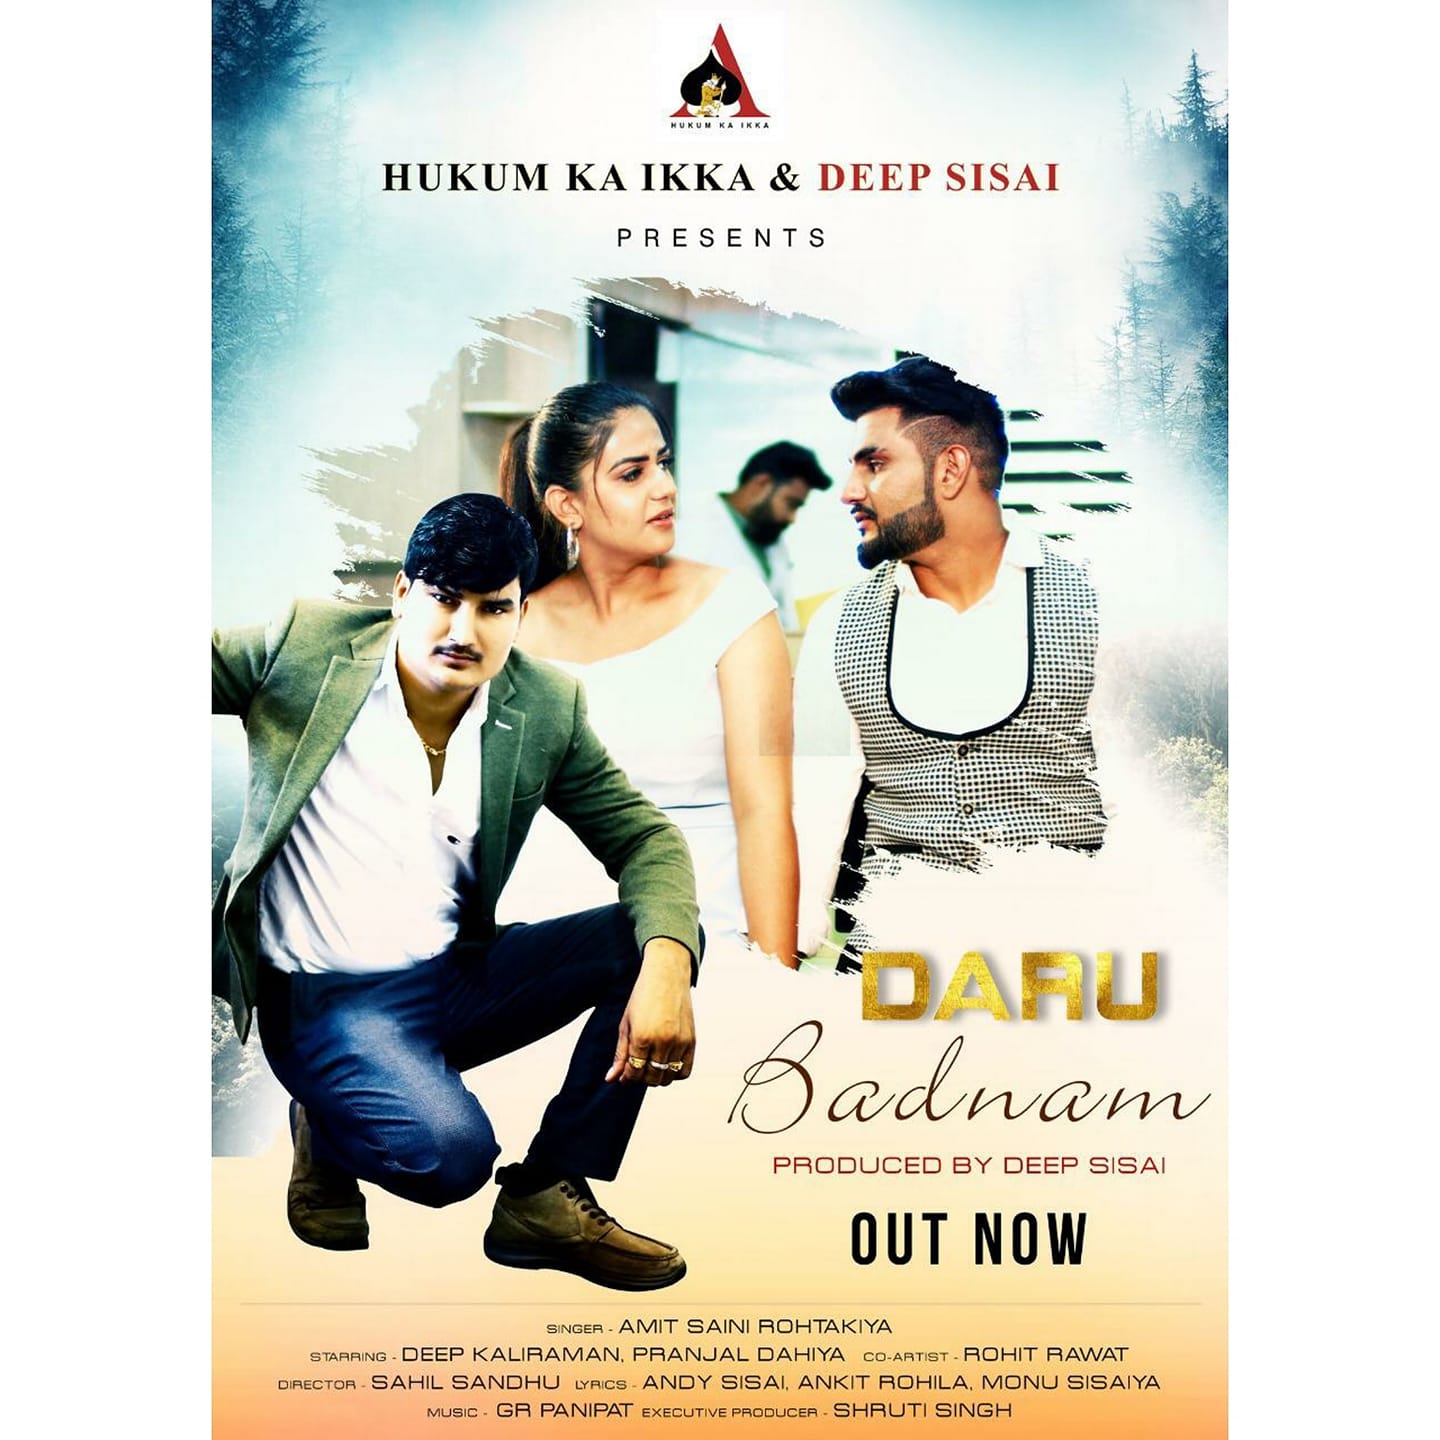 HUKUM KA IKKA
HUKUM KA IKKA & DEEP SISAI
PRESENTS
DARU
Badnam
PRODUCED BY DEEP SISAI
OUT NOW
SINGER - AMIT SAINI ROHTAKIYA
STARRING - DEEP KALIRAMAN, PRANJAL DAHIYA CO-ARTIST - ROHIT RAWAT
DIRECTOR - SAHIL SANDHU LYRICS - ANDY SISAI, ANKIT ROHILA, MONU SISAIYA
MUSIC - GR PANIPAT EXECUTIVE PRODUCER - SHRUTI SINGH